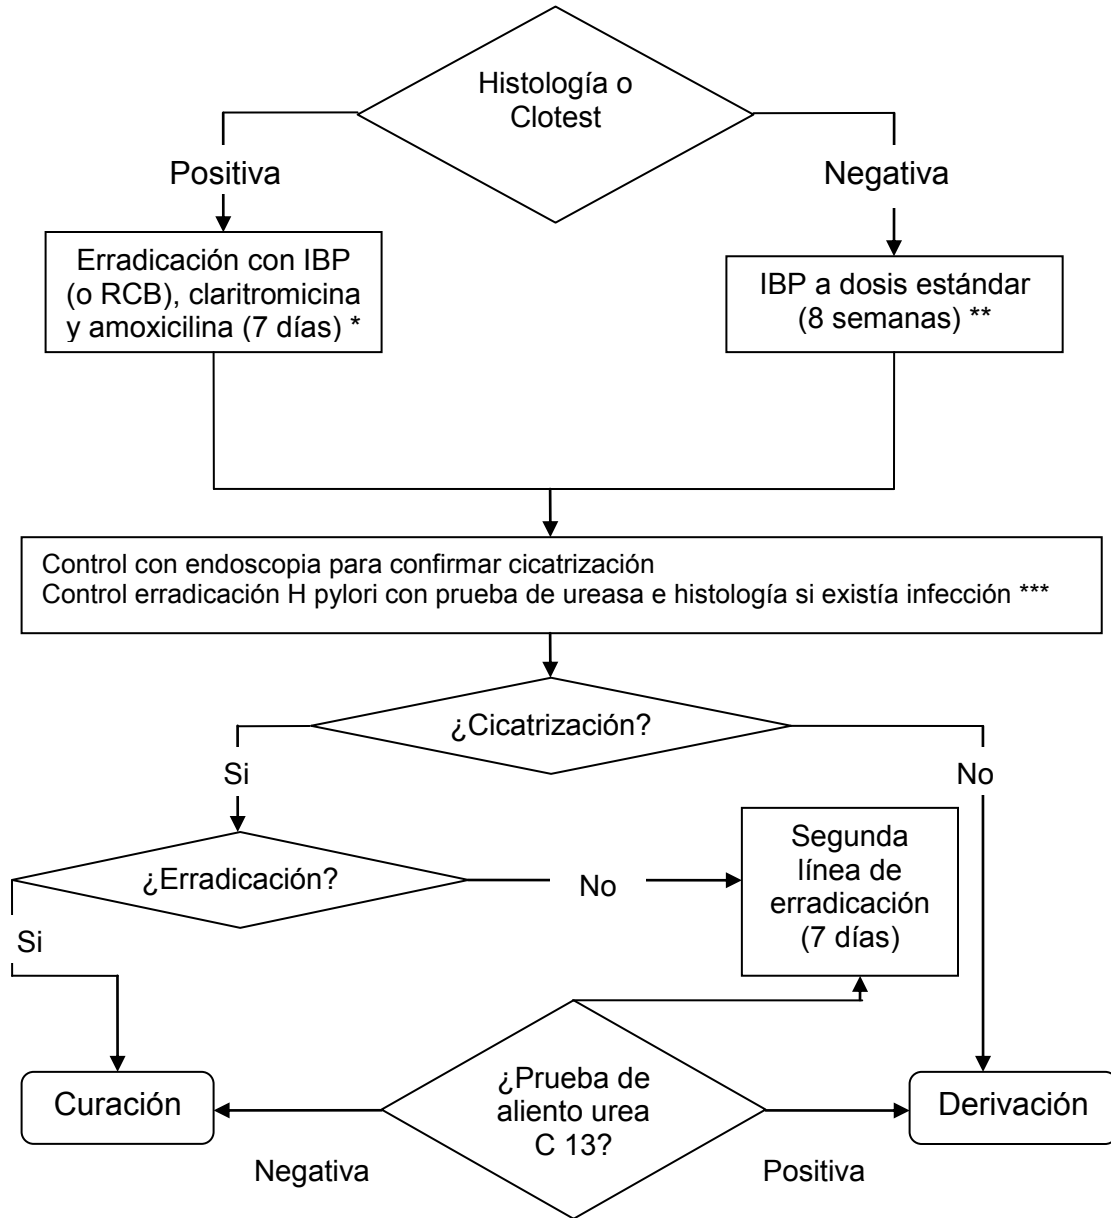 Histología o
Clotest
Positiva
Negativa
Erradicación con IBP
(o RCB), claritromicina
y amoxicilina (7 días) *
IBP a dosis estándar
(8 semanas) **
Control con endoscopia para confirmar cicatrización
Control erradicación H pylori con prueba de ureasa e histología si existía infección ***
¿Cicatrización?
Si
No
¿Erradicación?
No
Segunda
línea de
erradicación
(7 días)
Si
Curación
¿Prueba de
aliento urea
C 13?
Derivación
Negativa
Positiva